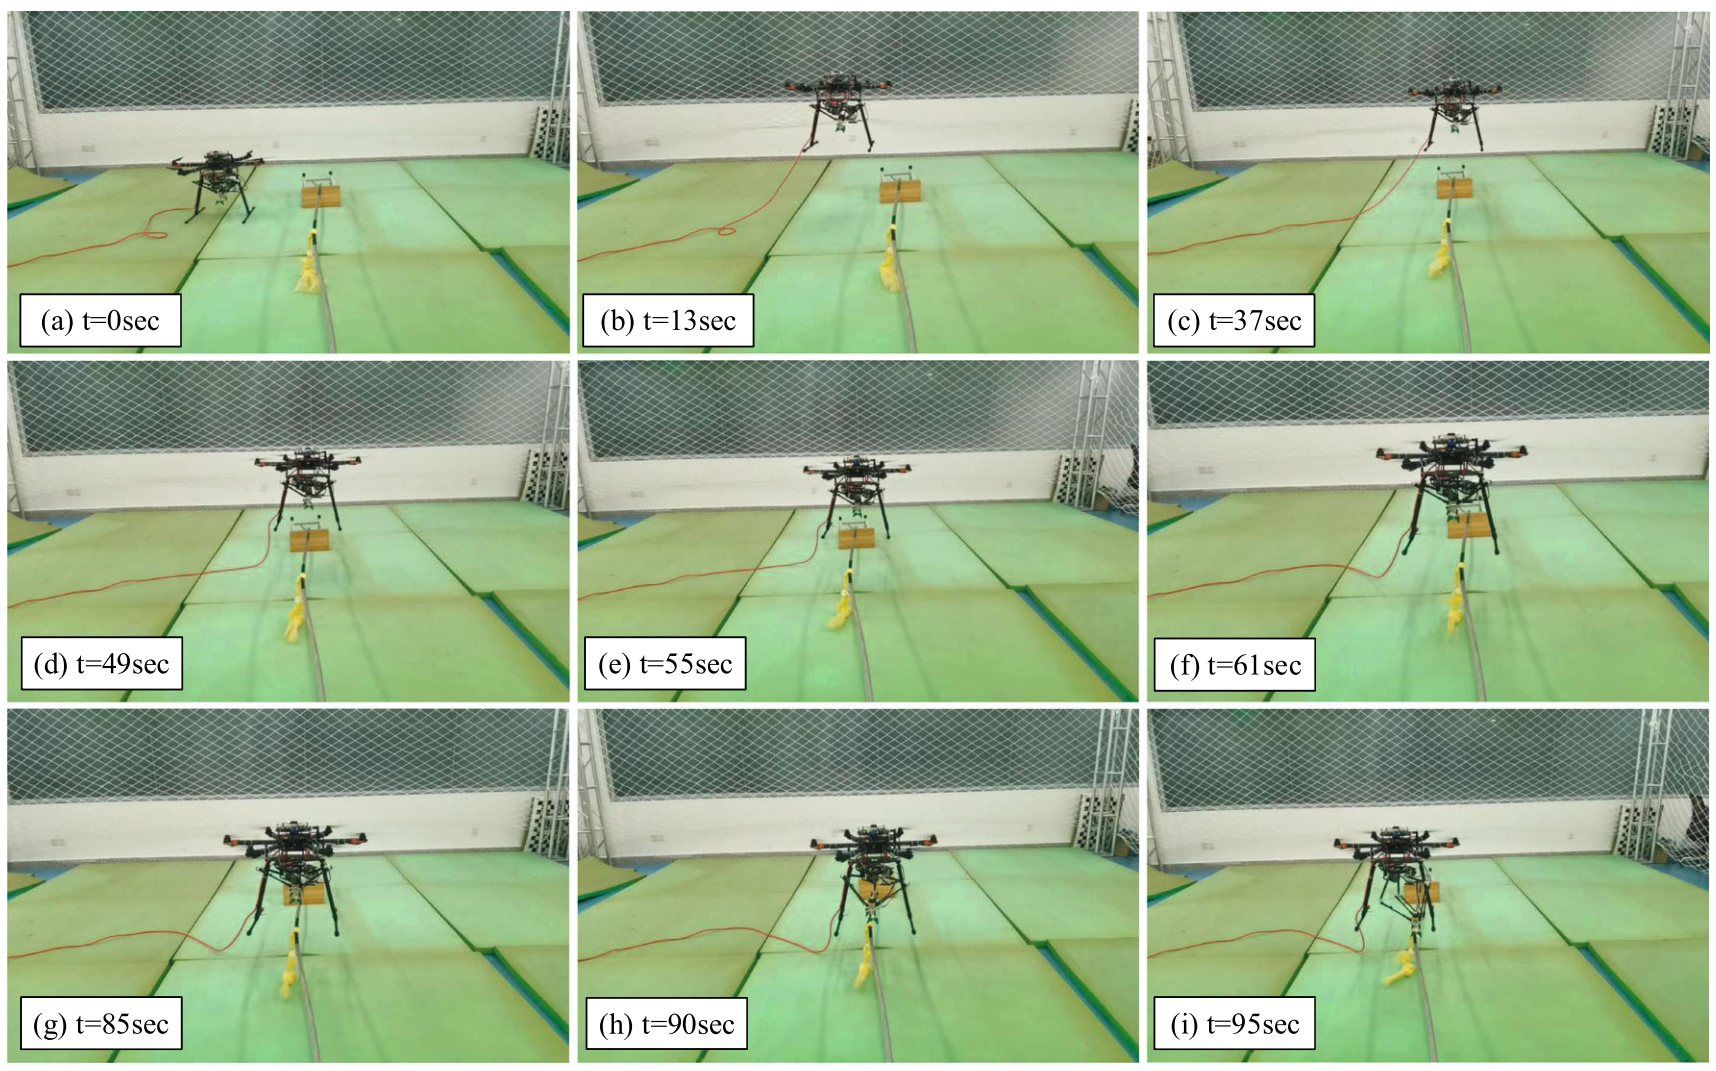 (a) t=0sec
(b) t=13sec
(c) t=37sec
(d) t=49sec
(e) t=55sec
(f) t=61sec
(g) t=85sec
(h) t=90sec
(i) t=95sec